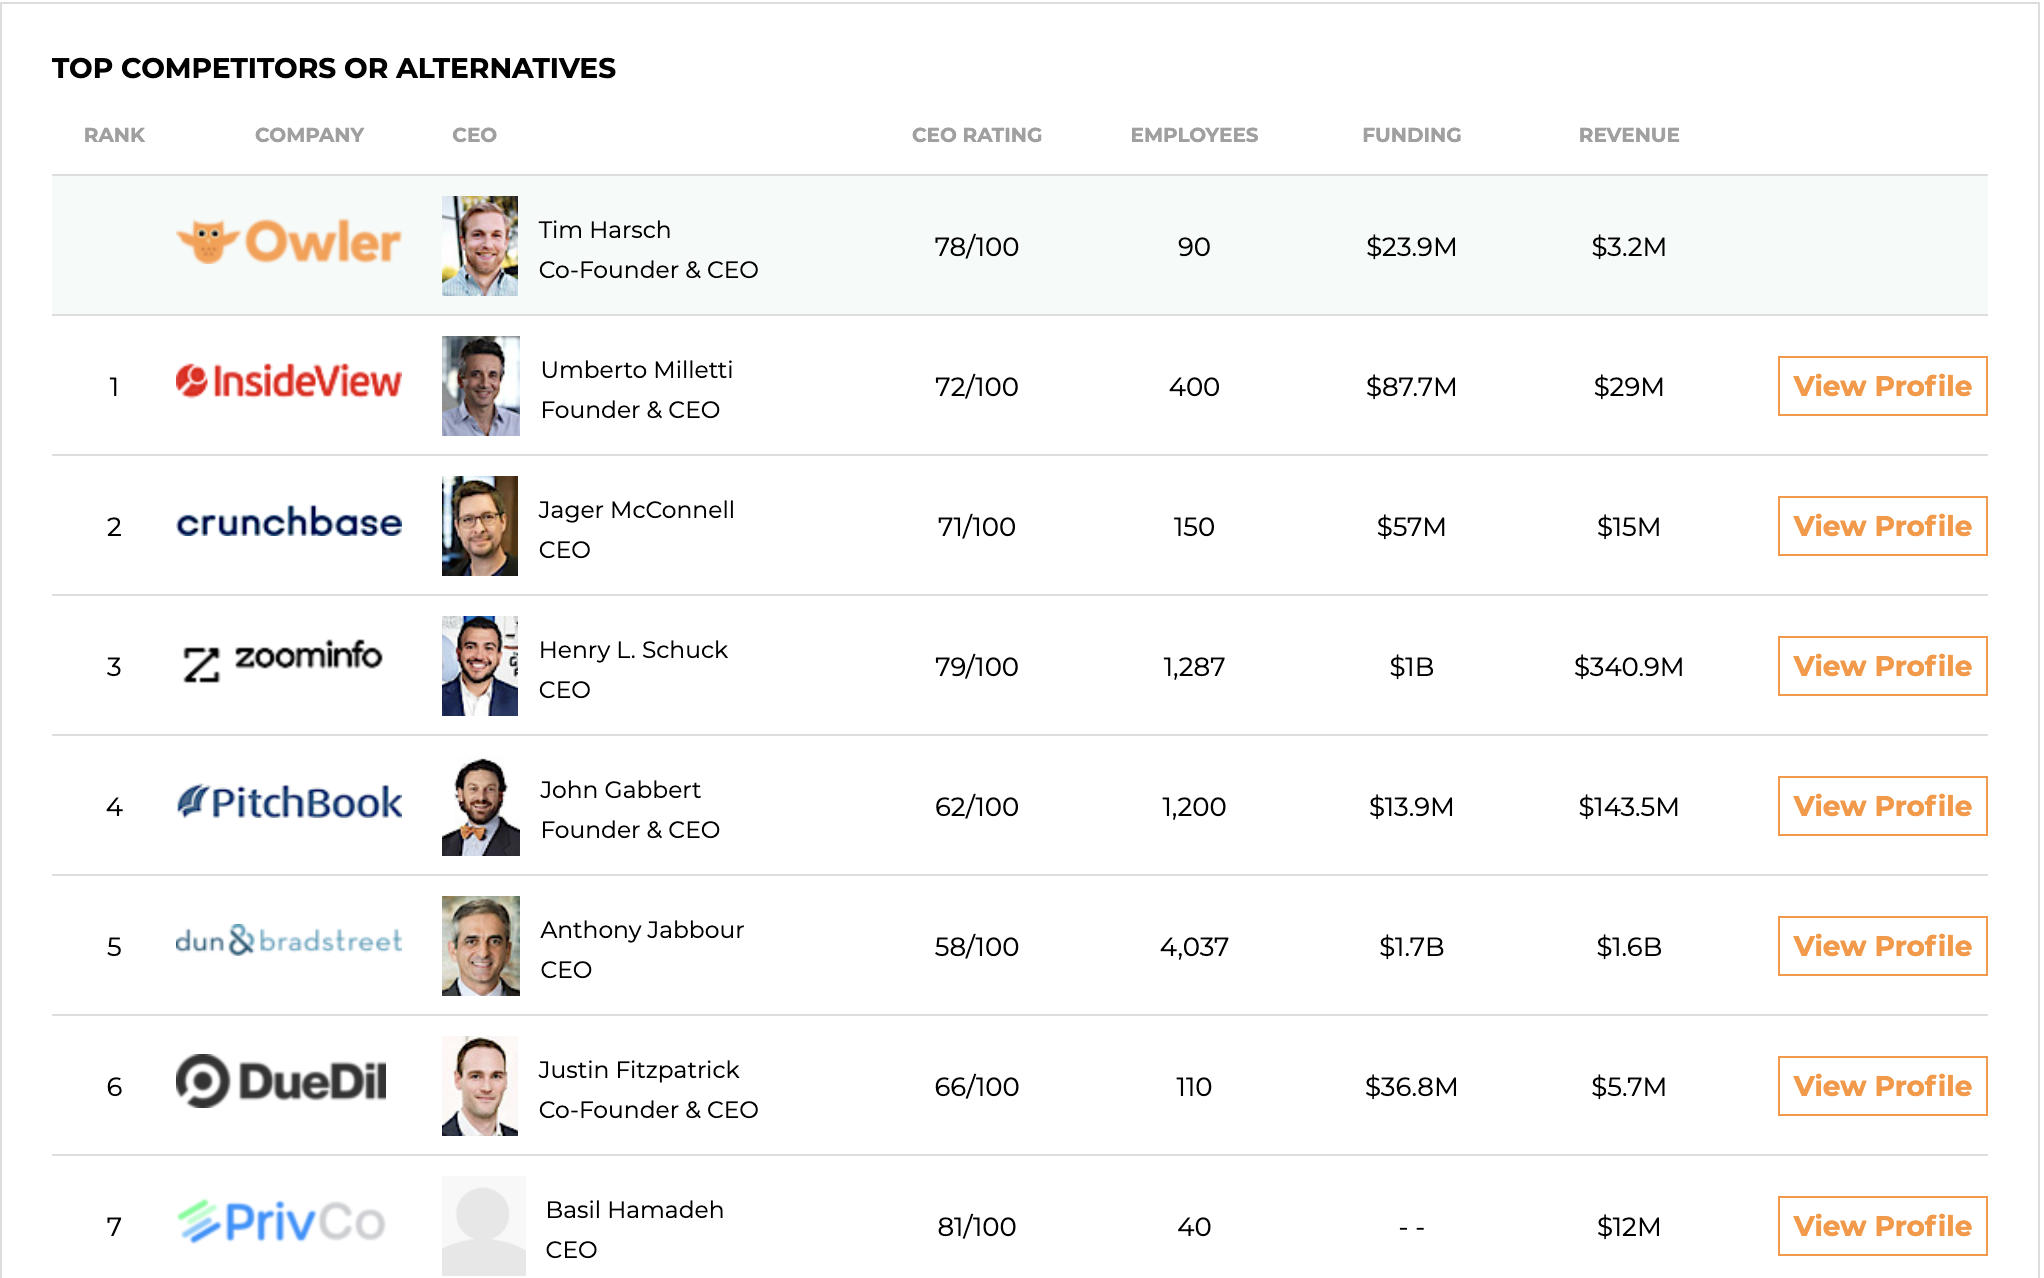 TOP COMPETITORS OR ALTERNATIVES
RANK COMPANY CEO CEO RATING EMPLOYEES FUNDING REVENUE
Owler Tim Harsch 78/100 90 $23.9M $3.2M
Co-Founder & CEO
1 InsideView Umberto Milletti 72/100 400 $87.7M $29M View Profile
Founder & CEO
2 crunchbase Jager McConnell 71/100 150 $57M $15M View Profile
CEO
3 zoominfo Henry L. Schuck 79/100 1,287 $1B $340.9M View Profile
CEO
4 PitchBook John Gabbert 62/100 1,200 $13.9M $143.5M View Profile
Founder & CEO
5 dun & bradstreet Anthony Jabbour 58/100 4,037 $1.7B $1.6B View Profile
CEO
6 DueDil Justin Fitzpatrick 66/100 110 $36.8M $5.7M View Profile
Co-Founder & CEO
7 PrivCo Basil Hamadeh 81/100 40 - - $12M View Profile
CEO